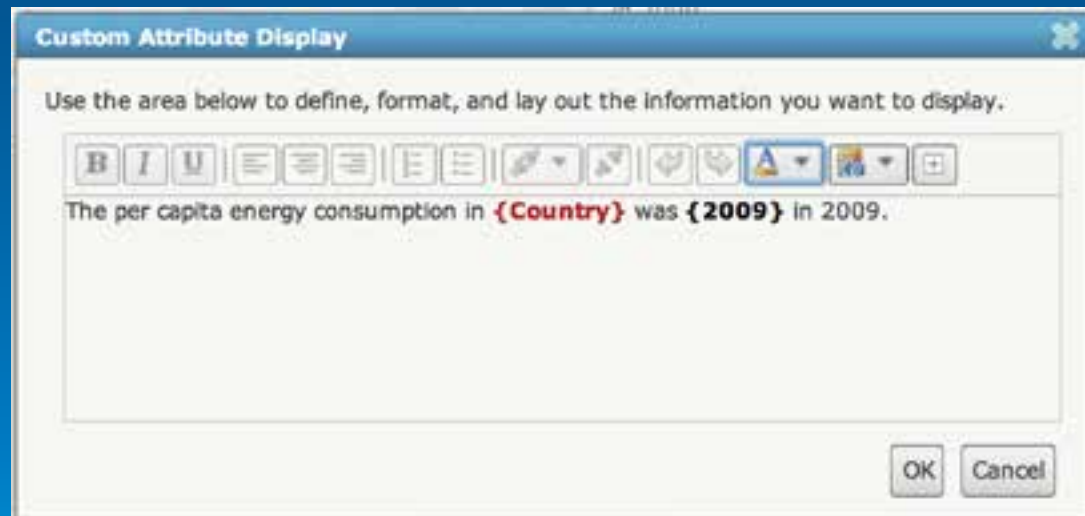 Custom Attribute Display
Use the area below to define, format, and lay out the information you want to display.
B I U
The per capita energy consumption in {Country} was {2009} in 2009.
OK Cancel